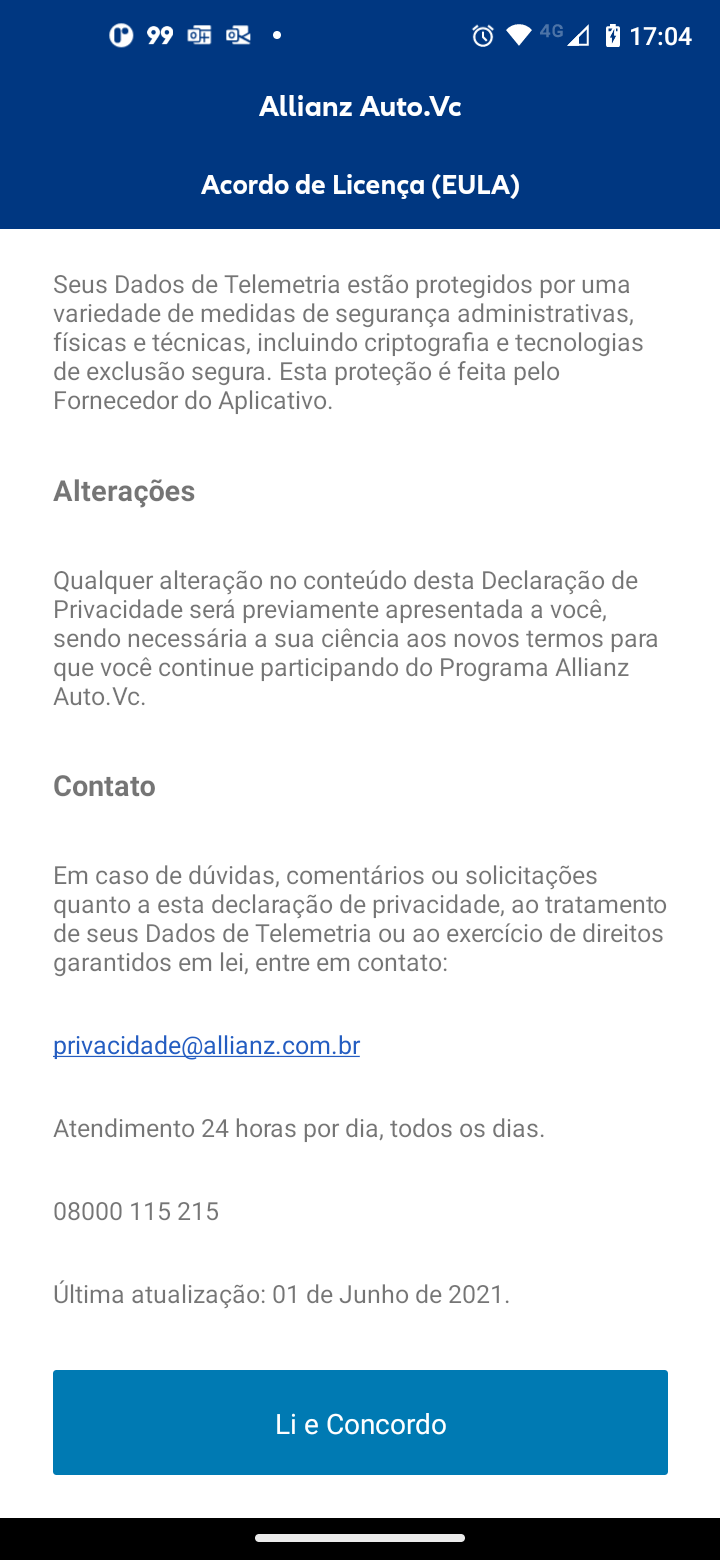 99
4G
17:04
Allianz Auto.Vc
Acordo de Licença (EULA)
Seus Dados de Telemetria estão protegidos por uma
variedade de medidas de segurança administrativas,
físicas e técnicas, incluindo criptografia e tecnologias
de exclusão segura. Esta proteção é feita pelo
Fornecedor do Aplicativo.
Alterações
Qualquer alteração no conteúdo desta Declaração de
Privacidade será previamente apresentada a você,
sendo necessária a sua ciência aos novos termos para
que você continue participando do Programa Allianz
Auto.Vc.
Contato
Em caso de dúvidas, comentários ou solicitações
quanto a esta declaração de privacidade, ao tratamento
de seus Dados de Telemetria ou ao exercício de direitos
garantidos em lei, entre em contato:
privacidade@allianz.com.br
Atendimento 24 horas por dia, todos os dias.
08000 115 215
Última atualização: 01 de Junho de 2021.
Li e Concordo